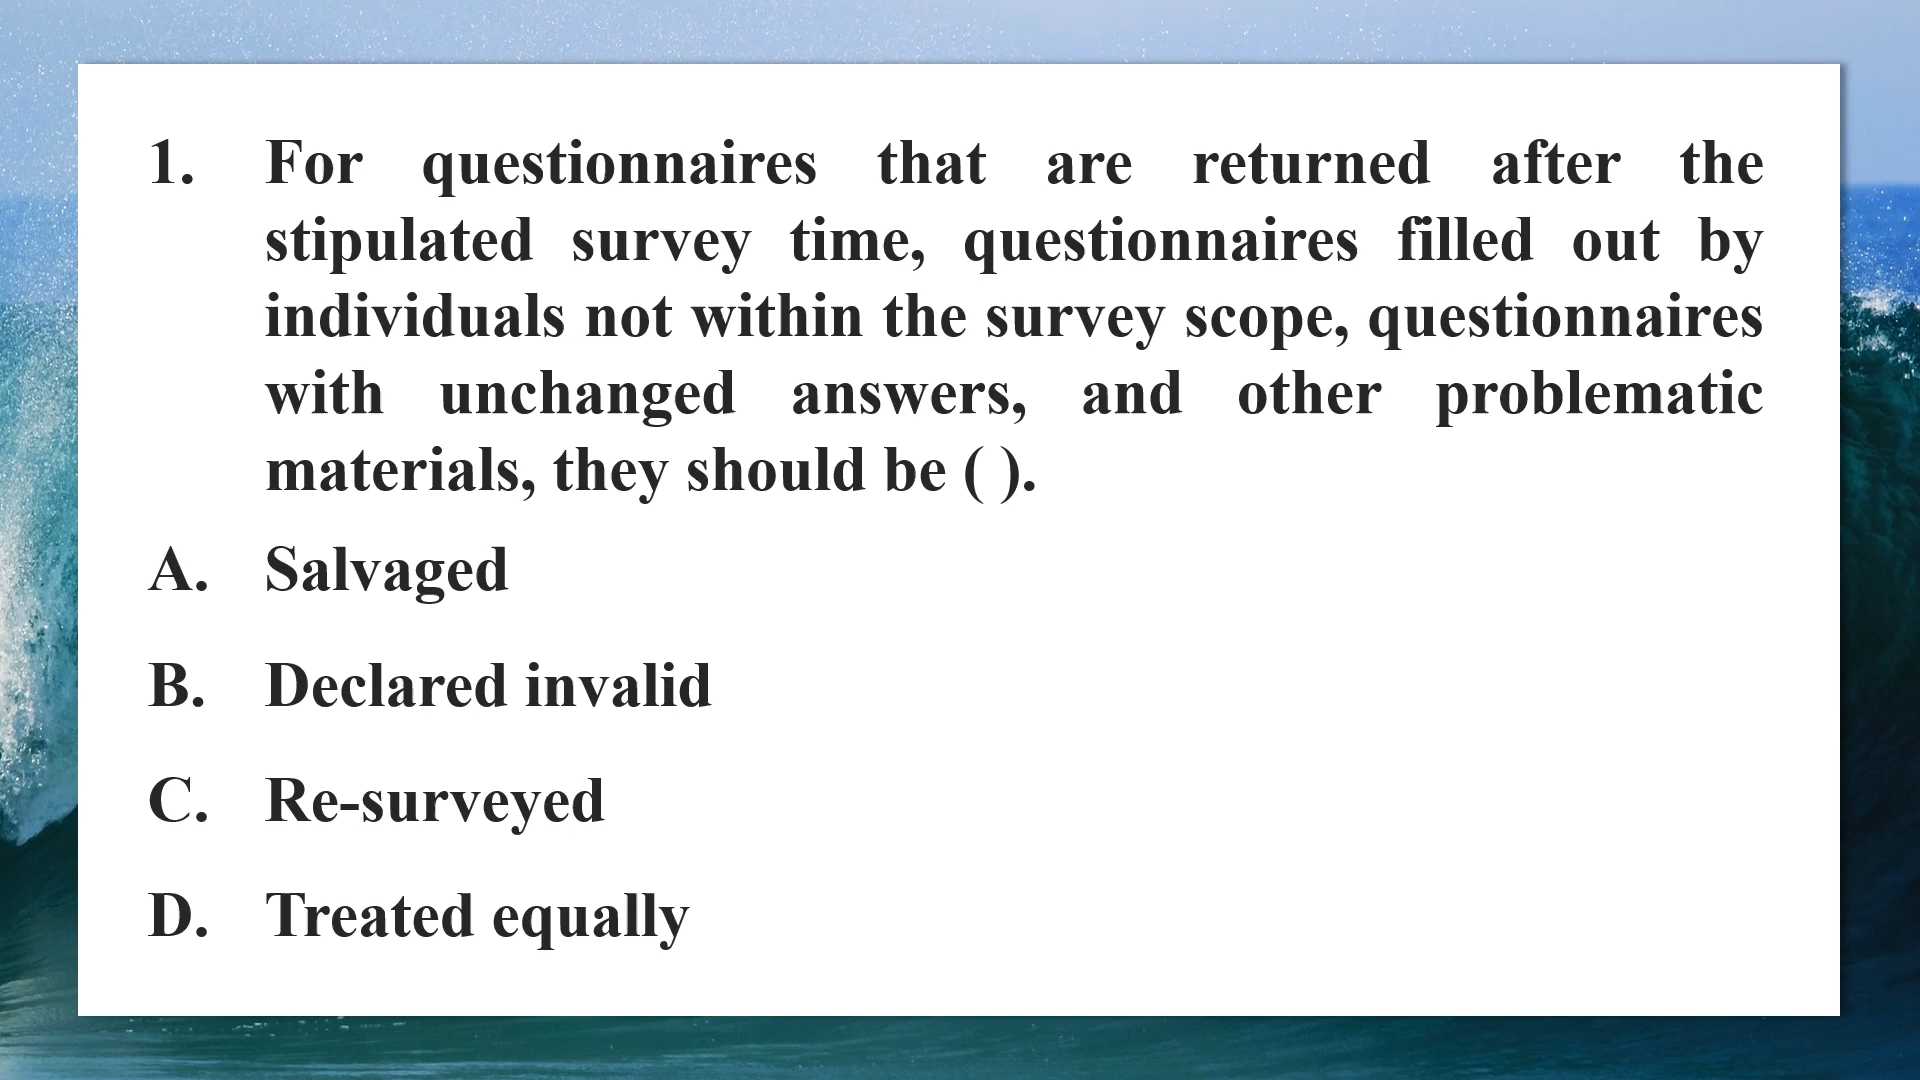 1. For questionnaires that are returned after the
stipulated survey time, questionnaires filled out by
individuals not within the survey scope, questionnaires
with unchanged answers, and other problematic
materials, they should be ( ).
A. Salvaged
B. Declared invalid
C. Re-surveyed
D. Treated equally